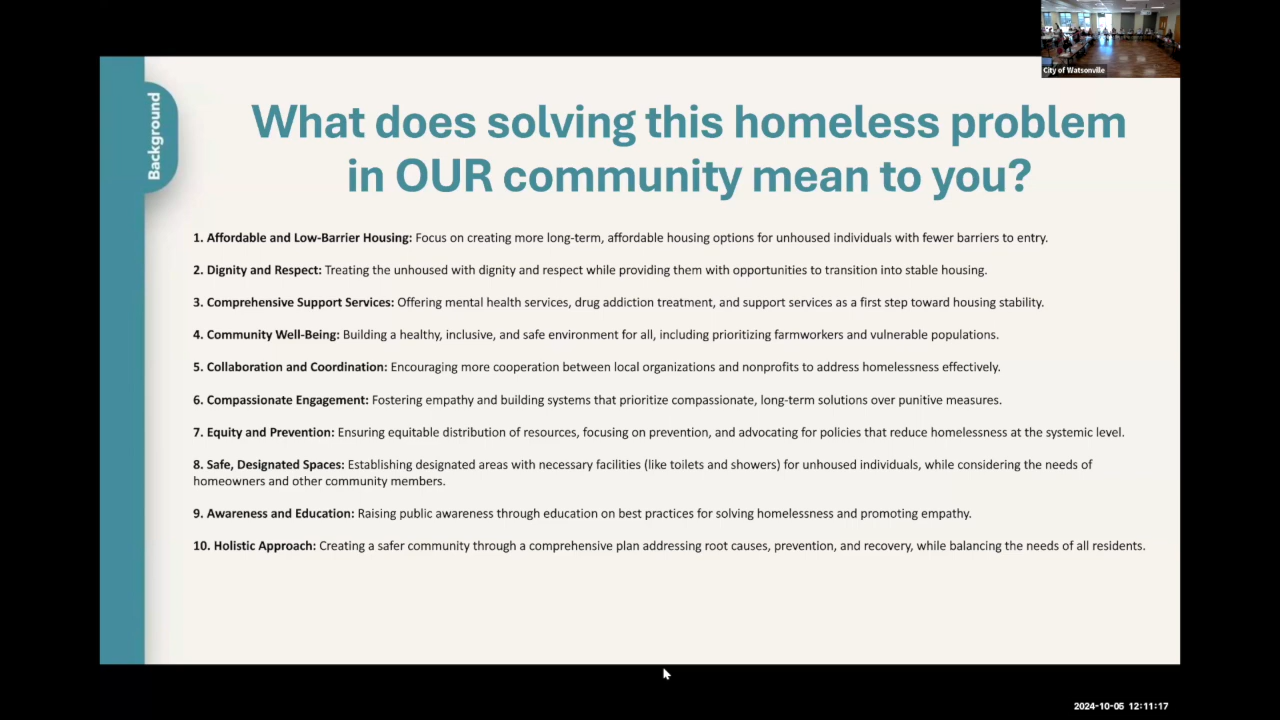 City of Watsonville
Background
What does solving this homeless problem
in OUR community mean to you?
1. Affordable and Low-Barrier Housing: Focus on creating more long-term, affordable housing options for unhoused individuals with fewer barriers to entry.
2. Dignity and Respect: Treating the unhoused with dignity and respect while providing them with opportunities to transition into stable housing.
3. Comprehensive Support Services: Offering mental health services, drug addiction treatment, and support services as a first step toward housing stability.
4. Community Well-Being: Building a healthy, inclusive, and safe environment for all, including prioritizing farmworkers and vulnerable populations.
5. Collaboration and Coordination: Encouraging more cooperation between local organizations and nonprofits to address homelessness effectively.
6. Compassionate Engagement: Fostering empathy and building systems that prioritize compassionate, long-term solutions over punitive measures.
7. Equity and Prevention: Ensuring equitable distribution of resources, focusing on prevention, and advocating for policies that reduce homelessness at the systemic level.
8. Safe, Designated Spaces: Establishing designated areas with necessary facilities (like toilets and showers) for unhoused individuals, while considering the needs of
homeowners and other community members.
9. Awareness and Education: Raising public awareness through education on best practices for solving homelessness and promoting empathy.
10. Holistic Approach: Creating a safer community through a comprehensive plan addressing root causes, prevention, and recovery, while balancing the needs of all residents.
2024-10-05 12:11:17